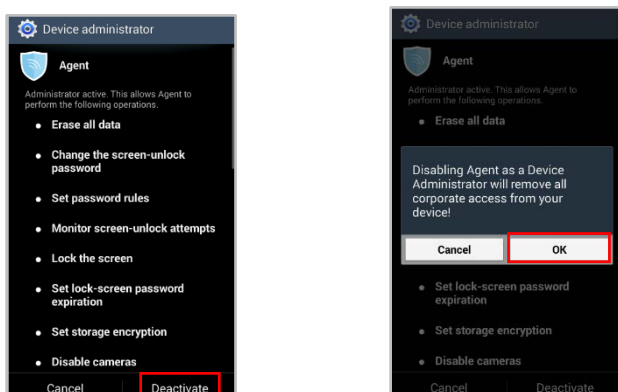 Device administrator
Agent
Administrator active. This allows Agent to
perform the following operations.
• Erase all data
• Change the screen-unlock
password
• Set password rules
• Monitor screen-unlock attempts
• Lock the screen
• Set lock-screen password
expiration
• Set storage encryption
• Disable cameras
Cancel Deactivate
Device administrator
Agent
Administrator active. This allows Agent to
perform the following operations.
• Erase all data
Disabling Agent as a Device
Administrator will remove all
corporate access from your
device!
Cancel OK
• Set lock-screen password
expiration
• Set storage encryption
• Disable cameras
Cancel Deactivate